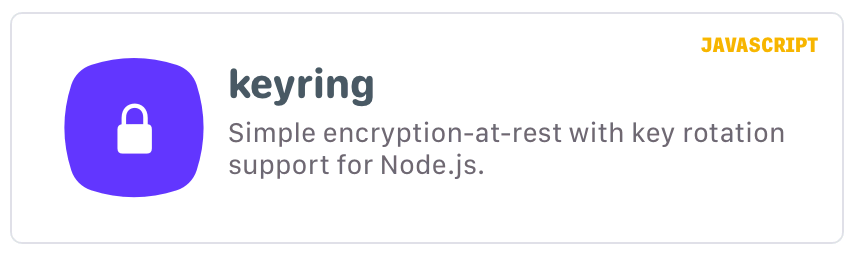 JAVASCRIPT
keyring
Simple encryption-at-rest with key rotation
support for Node.js.